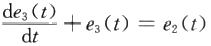 de₃(t)/dt + e₃(t) = e₂(t)